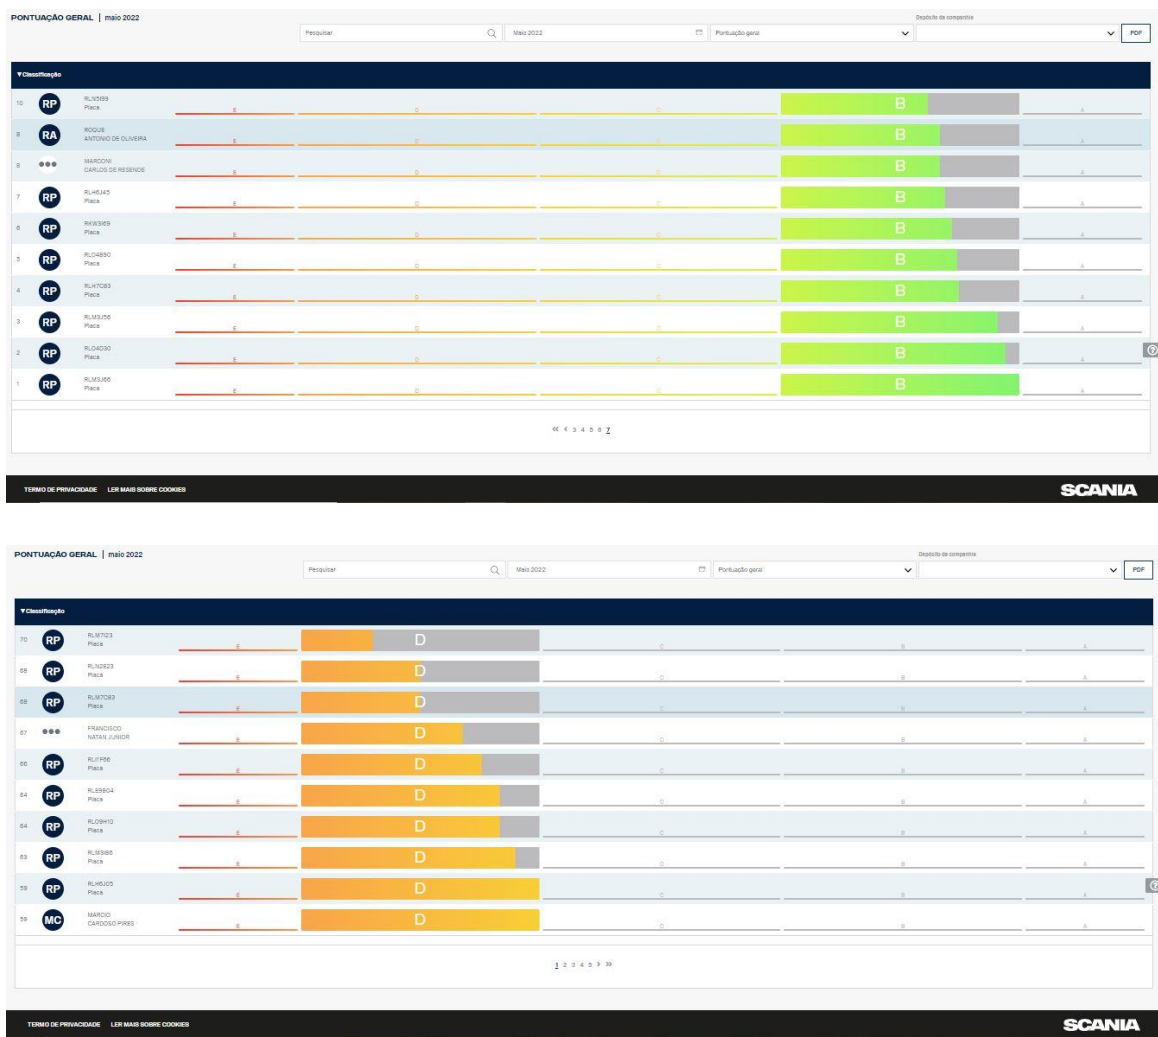 PONTUAÇÃO GERAL | maio 2022
Depósito da companhia
Pesquisar Maio 2022 Pontuação geral PDF
▼Classificação
10 RP RLN5I99 Placa E D C B A
9 RA ROQUE ANTONIO DE OLIVEIRA E D C B A
8 MARCONI CARLOS DE RESENDE E D C B A
7 RP RLH6J45 Placa E D C B A
6 RP RKW3I69 Placa E D C B A
5 RP RLO4B90 Placa E D C B A
4 RP RLH7C83 Placa E D C B A
3 RP RLM3J56 Placa E D C B A
2 RP RLO4D30 Placa E D C B A
1 RP RLM3J66 Placa E D C B A
« ‹ 3 4 5 6 7
TERMO DE PRIVACIDADE LER MAIS SOBRE COOKIES SCANIA
PONTUAÇÃO GERAL | maio 2022
Depósito da companhia
Pesquisar Maio 2022 Pontuação geral PDF
▼Classificação
70 RP RLM7I23 Placa E D C B A
68 RP RLN2823 Placa E D C B A
68 RP RLM7C83 Placa E D C B A
67 FRANCISCO NATAN JUNIOR E D C B A
66 RP Placa E D C B A
64 RP RLE9B04 Placa E D C B A
64 RP RLO9H10 Placa E D C B A
63 RP Placa E D C B A
59 RP RLH6J05 Placa E D C B A
59 MC MARCIO CARDOSO PIRES E D C B A
1 2 3 4 5 › »
TERMO DE PRIVACIDADE LER MAIS SOBRE COOKIES SCANIA